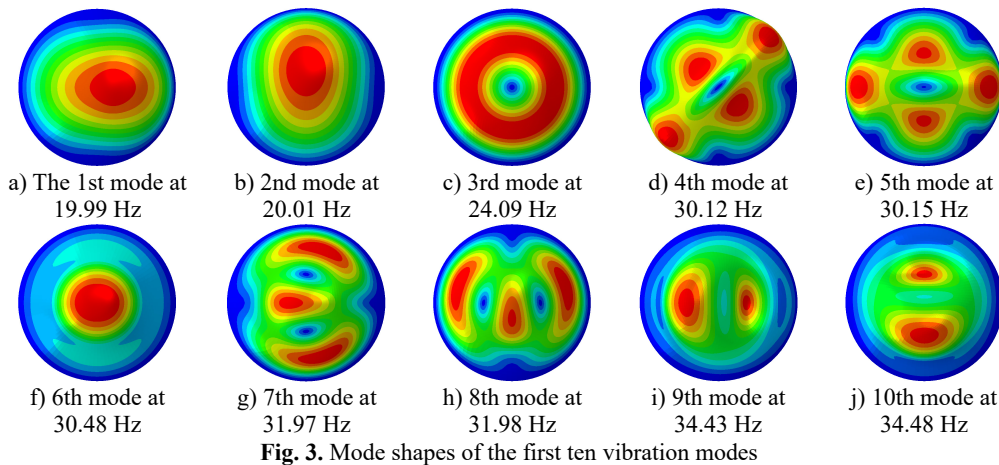 a) The 1st mode at
19.99 Hz
b) 2nd mode at
20.01 Hz
c) 3rd mode at
24.09 Hz
d) 4th mode at
30.12 Hz
e) 5th mode at
30.15 Hz
f) 6th mode at
30.48 Hz
g) 7th mode at
31.97 Hz
h) 8th mode at
31.98 Hz
i) 9th mode at
34.43 Hz
j) 10th mode at
34.48 Hz
Fig. 3. Mode shapes of the first ten vibration modes